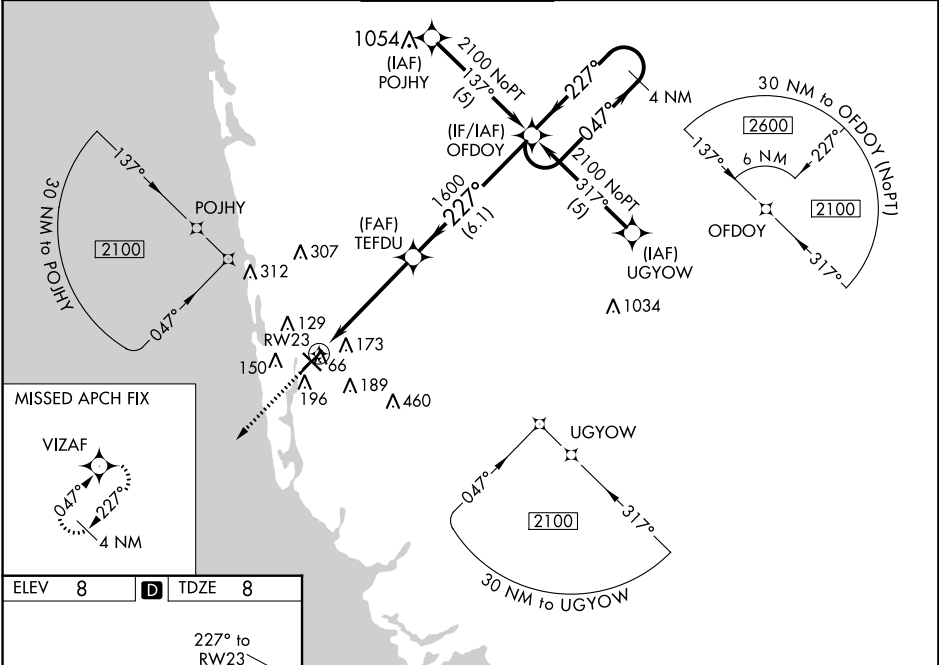 1054
(IAF)
POJHY
2100 NoPT
137°
(5)
227°
047°
4 NM
(IF/IAF)
OFDOY
2100 NoPT
317°
(5)
(IAF)
UGYOW
1600
227°
(6.1)
(FAF)
TEFDU
30 NM to OFDOY (NoPT)
2600
137°
6 NM
227°
2100
OFDOY
317°
137°
30 NM to POJHY
POJHY
2100
047°
312
307
129
RW23
173
150
66
196
189
460
1034
MISSED APCH FIX
VIZAF
047°
227°
4 NM
UGYOW
047°
2100
317°
30 NM to UGYOW
ELEV 8 D TDZE 8
227° to
RW23